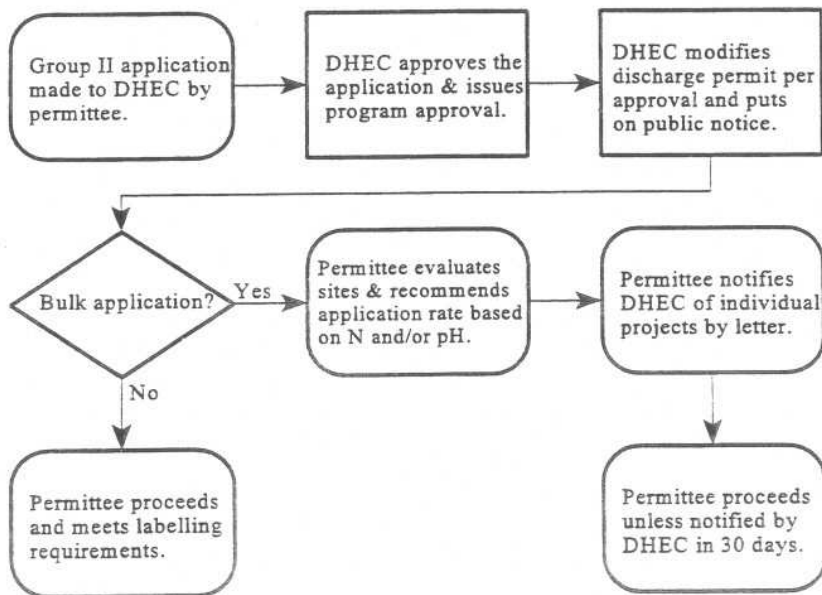 Group II application
made to DHEC by
permittee.
DHEC approves the
application & issues
program approval.
DHEC modifies
discharge permit per
approval and puts
on public notice.
Bulk application?
Yes
Permittee evaluates
sites & recommends
application rate based
on N and/or pH.
Permittee notifies
DHEC of individual
projects by letter.
No
Permittee proceeds
and meets labelling
requirements.
Permittee proceeds
unless notified by
DHEC in 30 days.